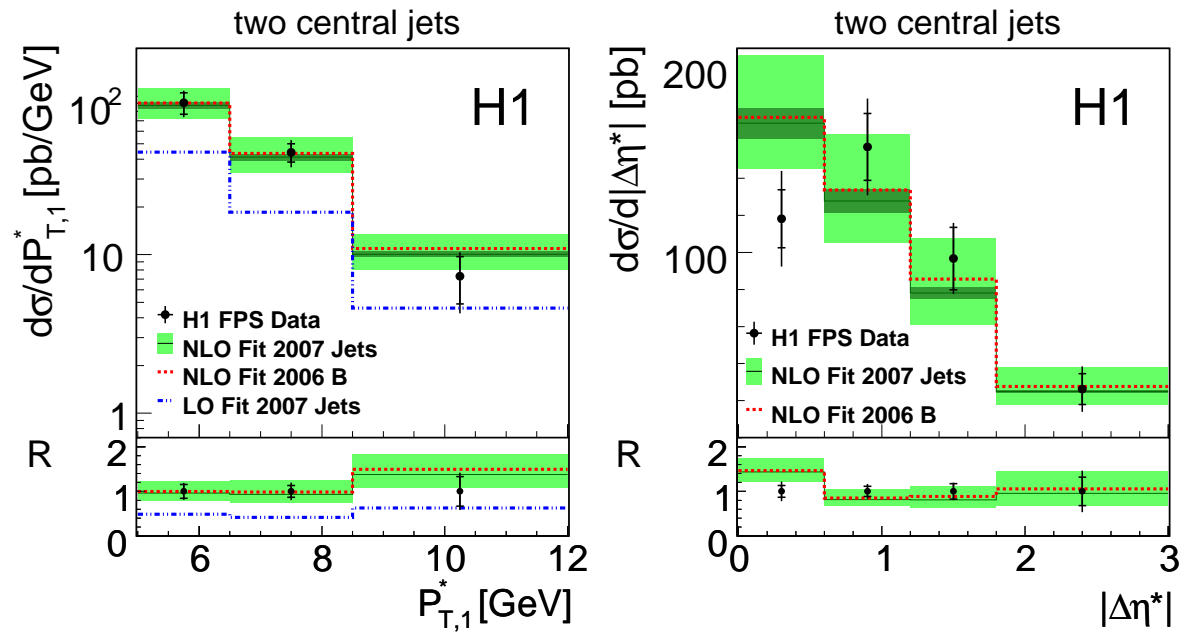 two central jets
dσ/dP*T,1 [pb/GeV]
10²
10
1
H1
H1 FPS Data
NLO Fit 2007 Jets
NLO Fit 2006 B
LO Fit 2007 Jets
R
2
1
0
6 8 10 12
P*T,1 [GeV]
two central jets
dσ/d|Δη*| [pb]
200
100
H1
H1 FPS Data
NLO Fit 2007 Jets
NLO Fit 2006 B
R
2
1
0
0 1 2 3
|Δη*|